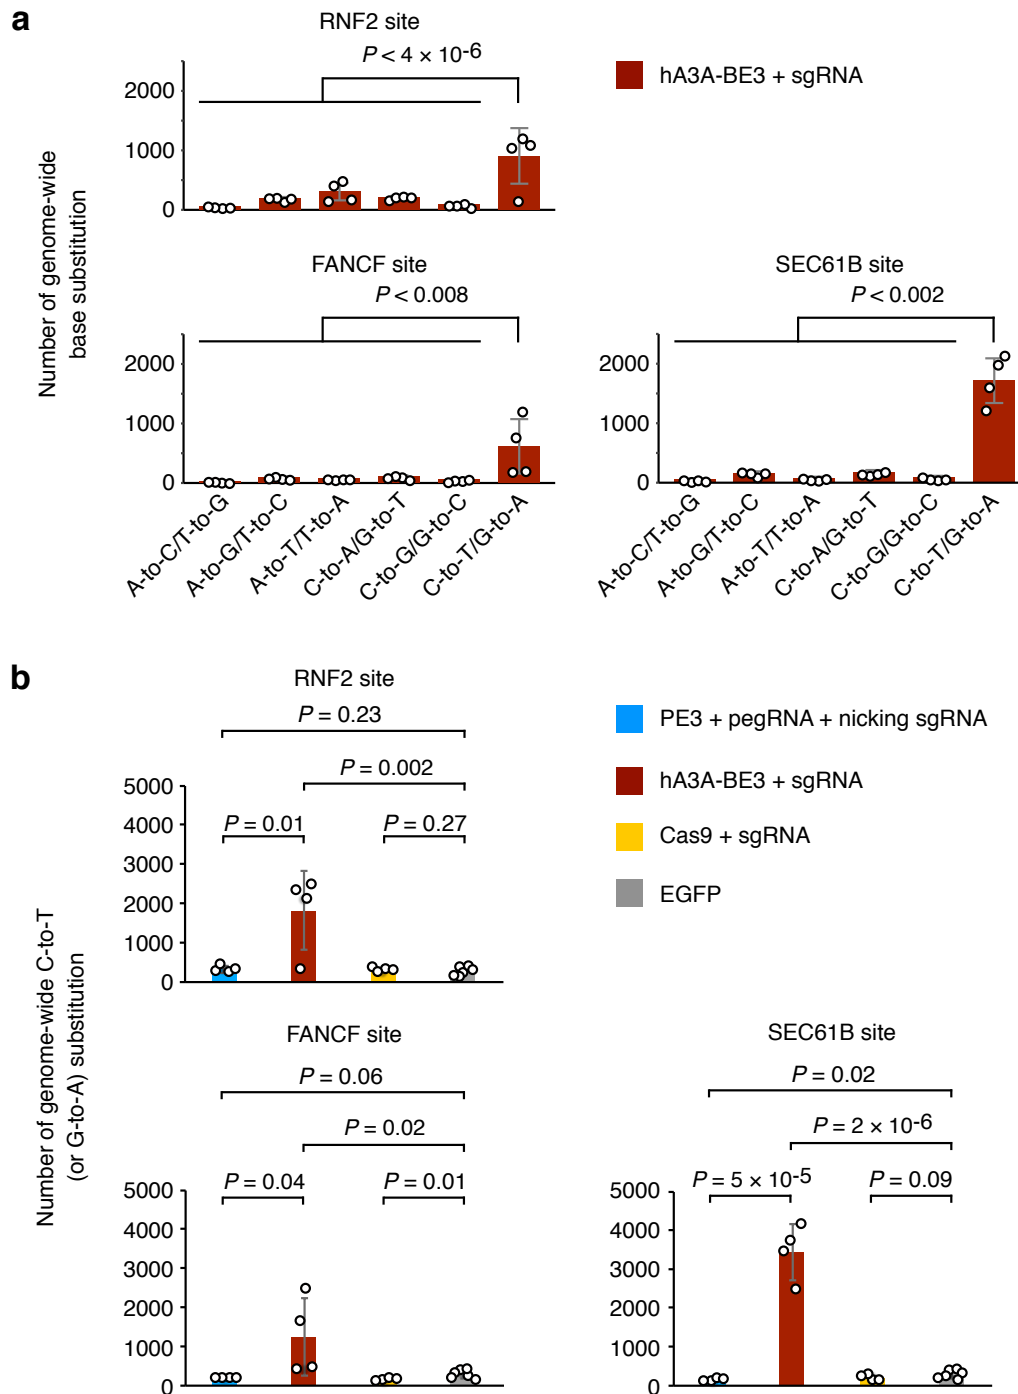 a
RNF2 site
P < 4 × 10-6
hA3A-BE3 + sgRNA
2000
1000
0
Number of genome-wide
base substitution
FANCF site
P < 0.008
2000
1000
0
A-to-C/T-to-G
A-to-G/T-to-C
A-to-T/T-to-A
C-to-A/G-to-T
C-to-G/G-to-C
C-to-T/G-to-A
SEC61B site
P < 0.002
2000
1000
0
A-to-C/T-to-G
A-to-G/T-to-C
A-to-T/T-to-A
C-to-A/G-to-T
C-to-G/G-to-C
C-to-T/G-to-A
b
RNF2 site
P = 0.23
P = 0.002
P = 0.01
P = 0.27
5000
4000
3000
2000
1000
0
PE3 + pegRNA + nicking sgRNA
hA3A-BE3 + sgRNA
Cas9 + sgRNA
EGFP
Number of genome-wide C-to-T
(or G-to-A) substitution
FANCF site
P = 0.06
P = 0.02
P = 0.04
P = 0.01
5000
4000
3000
2000
1000
0
SEC61B site
P = 0.02
P = 2 × 10-6
P = 5 × 10-5
P = 0.09
5000
4000
3000
2000
1000
0